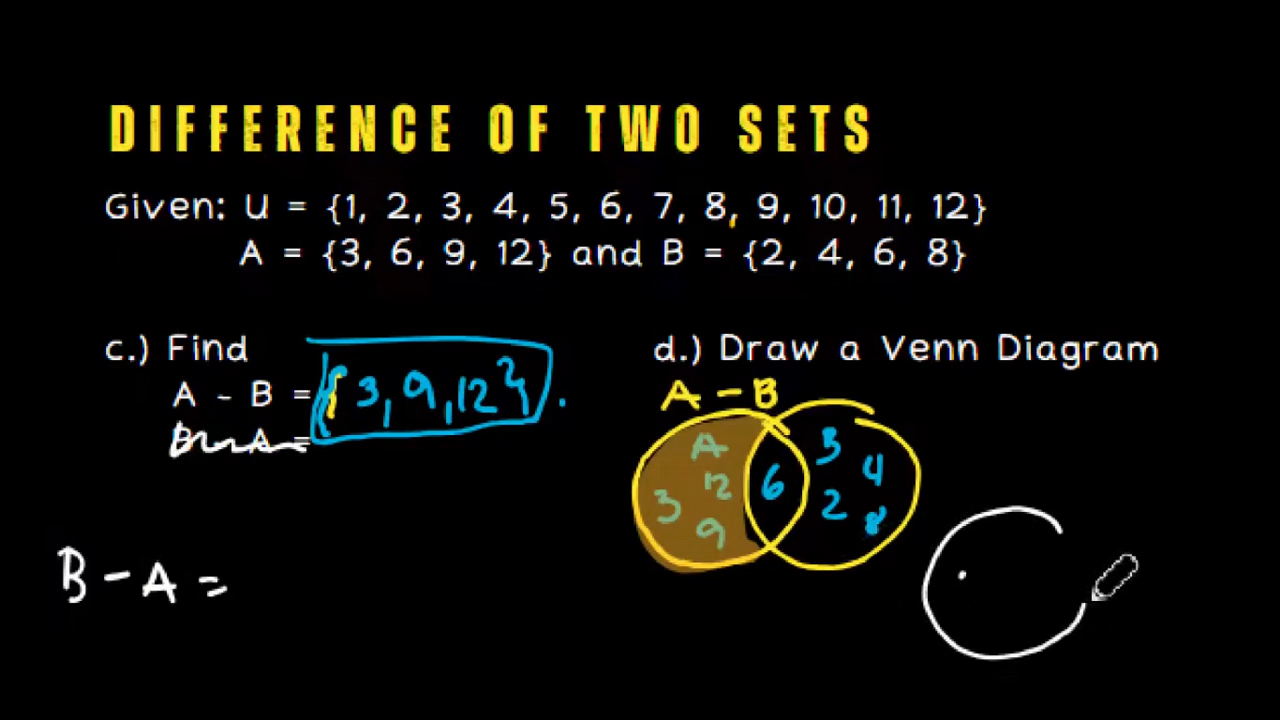 DIFFERENCE OF TWO SETS
Given: U = {1, 2, 3, 4, 5, 6, 7, 8, 9, 10, 11, 12}
A = {3, 6, 9, 12} and B = {2, 4, 6, 8}
c.) Find
A - B = { 3, 9, 12 } .
B - A =
d.) Draw a Venn Diagram
A - B
A B
3 12 9 6 2 4 8
B - A =